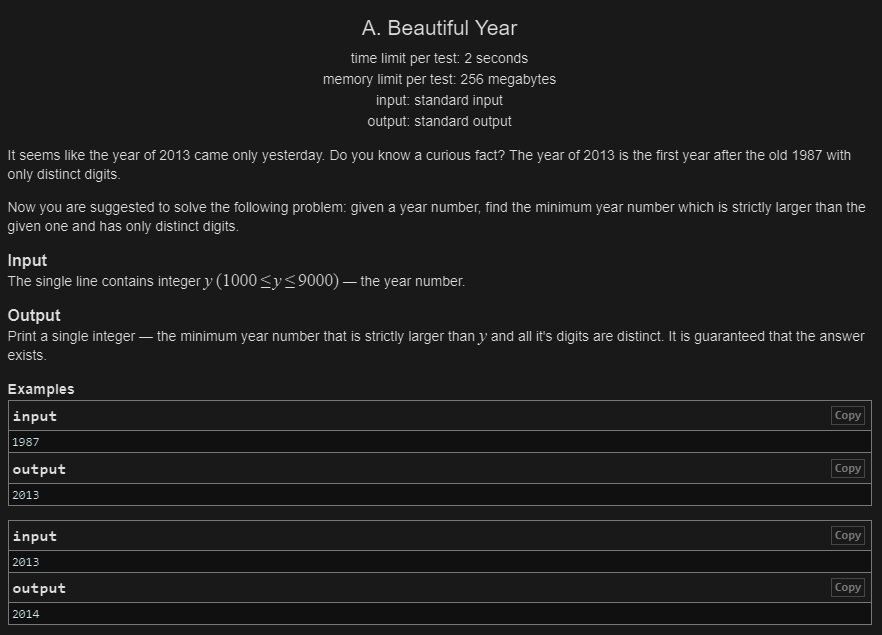 A. Beautiful Year
time limit per test: 2 seconds
memory limit per test: 256 megabytes
input: standard input
output: standard output
It seems like the year of 2013 came only yesterday. Do you know a curious fact? The year of 2013 is the first year after the old 1987 with
only distinct digits.
Now you are suggested to solve the following problem: given a year number, find the minimum year number which is strictly larger than the
given one and has only distinct digits.
Input
The single line contains integer y (1000 ≤ y ≤ 9000) — the year number.
Output
Print a single integer — the minimum year number that is strictly larger than y and all it's digits are distinct. It is guaranteed that the answer
exists.
Examples
input Copy
1987
output Copy
2013
input Copy
2013
output Copy
2014